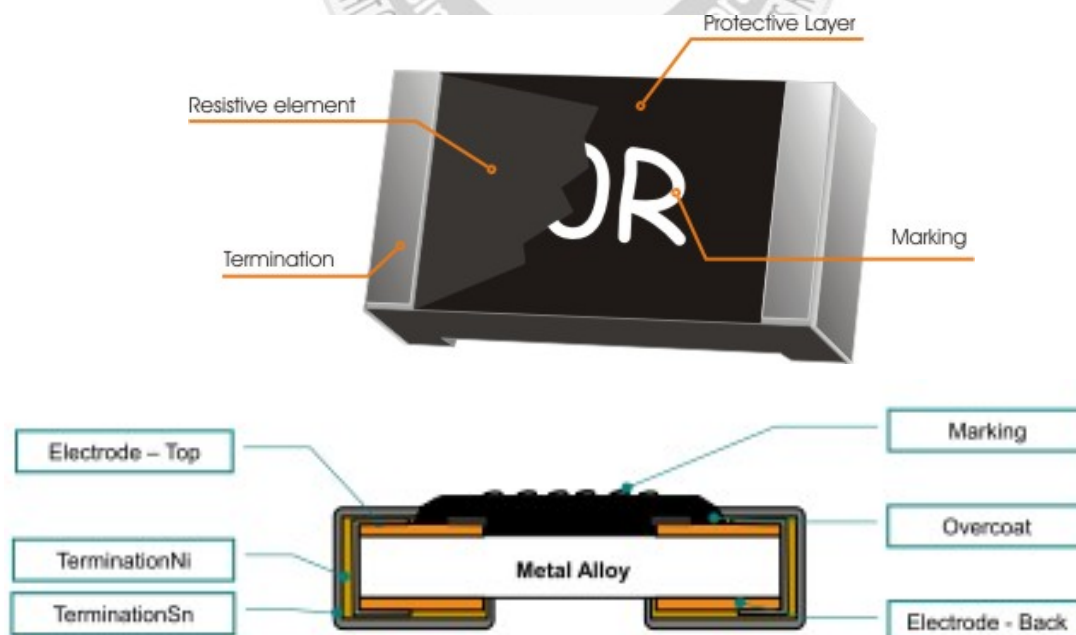 Protective Layer
Resistive element
0R
Marking
Termination
Marking
Electrode – Top
Overcoat
TerminationNi
Metal Alloy
TerminationSn
Electrode - Back